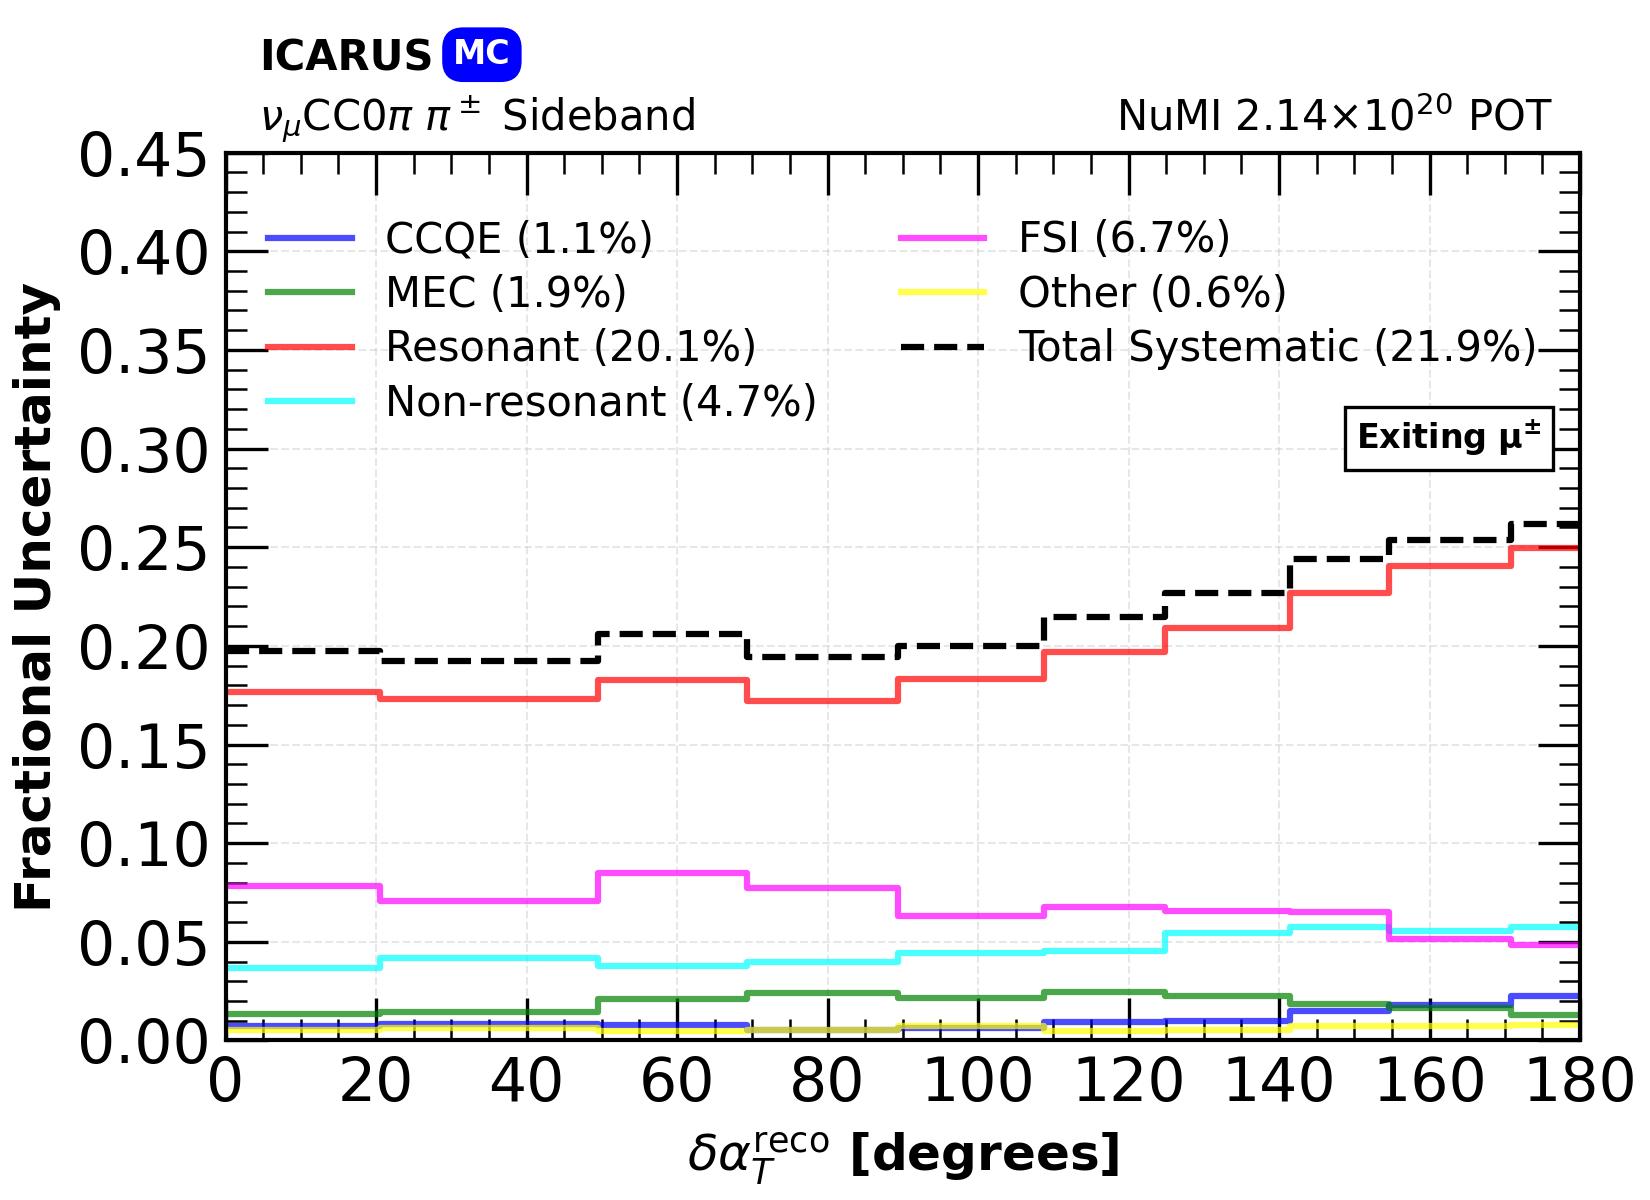 ICARUS MC
νμCC0π π± Sideband
NuMI 2.14×10²⁰ POT
0.45
0.40
0.35
0.30
0.25
0.20
0.15
0.10
0.05
0.00
Fractional Uncertainty
CCQE (1.1%)
MEC (1.9%)
Resonant (20.1%)
Non-resonant (4.7%)
FSI (6.7%)
Other (0.6%)
Total Systematic (21.9%)
Exiting μ±
0 20 40 60 80 100 120 140 160 180
δα_T^reco [degrees]